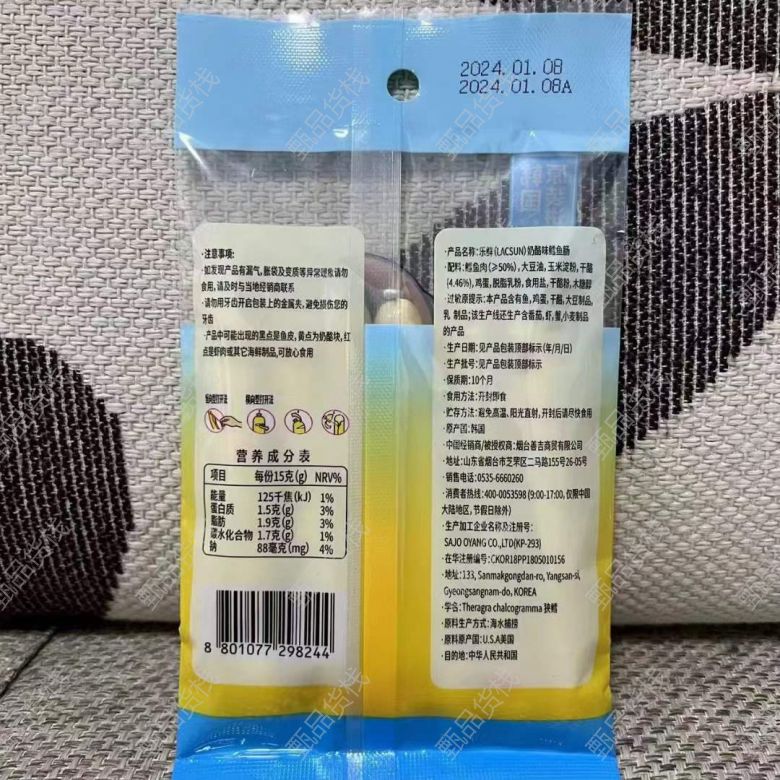 2024.01.08
2024.01.08A
·注意事项:
·如发现产品有漏气,胀袋及变质等异常现象请勿
食用,请及时与当地经销商联系
·请勿用牙齿开启包装上的金属夹,避免损伤您的
牙齿
·产品中可能出现的黑点是鱼皮,黄点为奶酪块,红
点是虾肉或其它海鲜制品,可放心食用
纵向型打开法 横向型打开法
营养成分表
项目 每份15克(g) NRV%
能量 125千焦(kJ) 1%
蛋白质 1.5克(g) 3%
脂肪 1.9克(g) 3%
碳水化合物 1.7克(g) 1%
钠 88毫克(mg) 4%
8 801077 298244
·产品名称:乐鲜(LACSUN)奶酪味鳕鱼肠
·配料:鳕鱼肉(≥50%),大豆油,玉米淀粉,干酪
(4.46%),鸡蛋,脱脂乳粉,食用盐,干酪粉,木糖醇
·过敏原提示:本产品含有鱼,鸡蛋,干酪,大豆制品,
乳 制品;该生产线还生产含番茄,虾,蟹,小麦制品
的产品
·生产日期:见产品包装顶部标示(年/月/日)
·生产批号:见产品包装顶部标示
·保质期:10个月
·食用方法:开封即食
·贮存方法:避免高温,阳光直射,开封后请尽快食用
·原产国:韩国
·中国经销商/被授权商:烟台善吉商贸有限公司
·地址:山东省烟台市芝罘区二马路155号26-05号
·销售电话:0535-6660260
·消费者热线:400-0053598 (9:00-17:00, 仅限中国
大陆地区,节假日除外)
·生产加工企业名称及注册号:
SAJO OYANG CO.,LTD(KP-293)
·在华注册编号:CKOR18PP1805010156
·地址:133, Sanmakgongdan-ro, Yangsan-si,
Gyeongsangnam-do, KOREA
·学名:Theragra chalcogramma 狭鳕
·原料生产方式:海水捕捞
·原料原产国:U.S.A美国
·目的地:中华人民共和国
甄品货栈